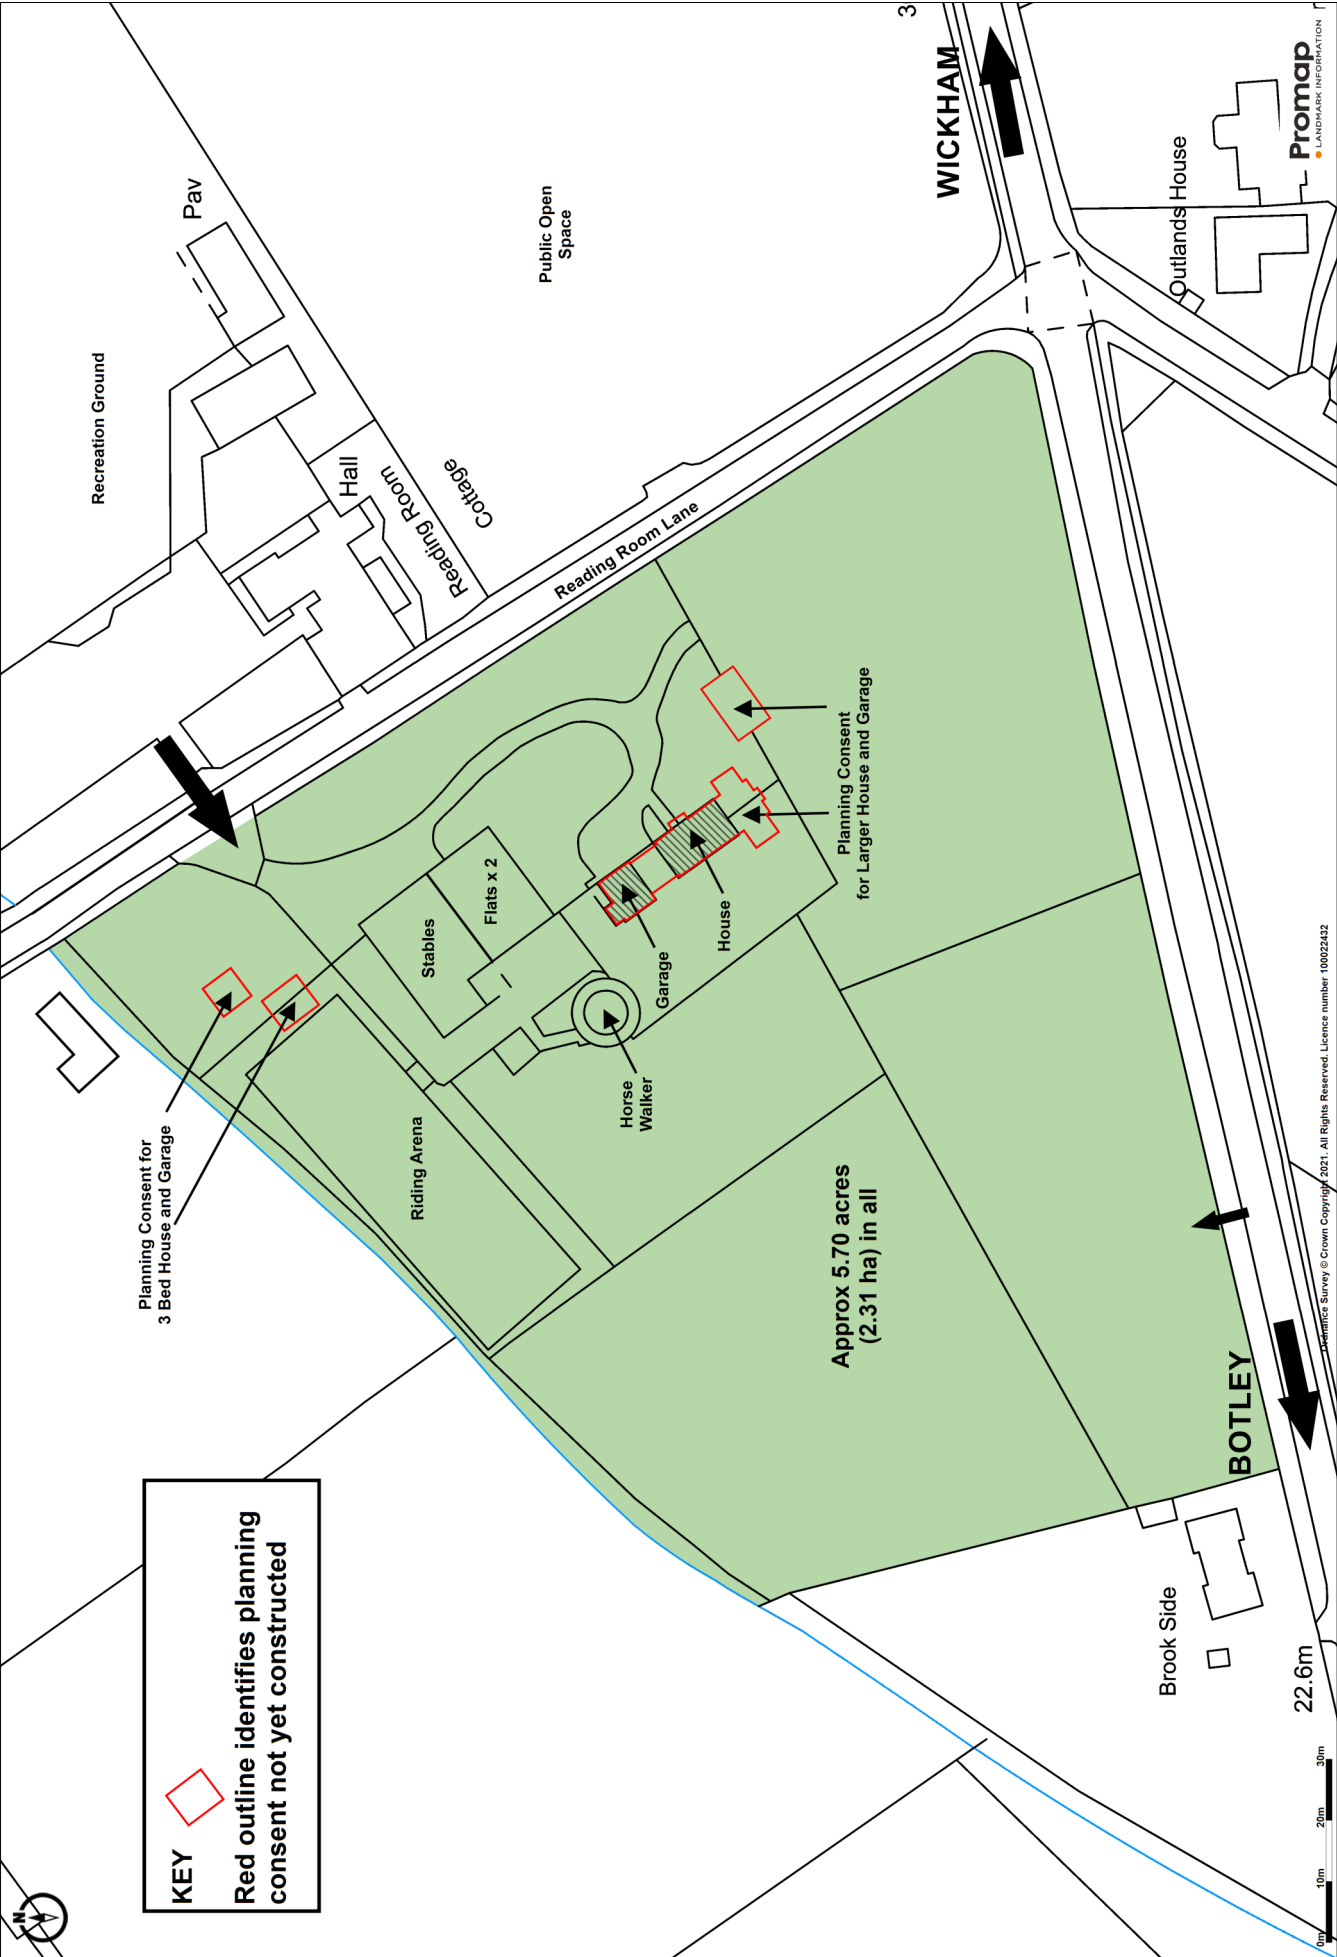 N
KEY
Red outline identifies planning
consent not yet constructed
Planning Consent for
3 Bed House and Garage
Recreation Ground
Pav
Hall
Reading Room
Cottage
Public Open
Space
Reading Room Lane
Stables
Flats x 2
Riding Arena
Horse
Walker
Garage
House
Planning Consent
for Larger House and Garage
Approx 5.70 acres
(2.31 ha) in all
WICKHAM
3
BOTLEY
Outlands House
Brook Side
22.6m
0m
10m
20m
30m
Ordnance Survey © Crown Copyright 2021. All Rights Reserved. Licence number 100022432
Promap
LANDMARK INFORMATION